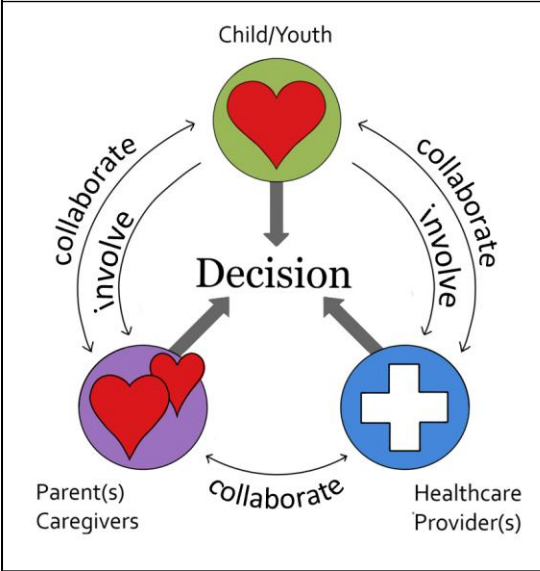 Child/Youth
collaborate
collaborate
involve
involve
Decision
Parent(s)
Caregivers
collaborate
Healthcare
Provider(s)